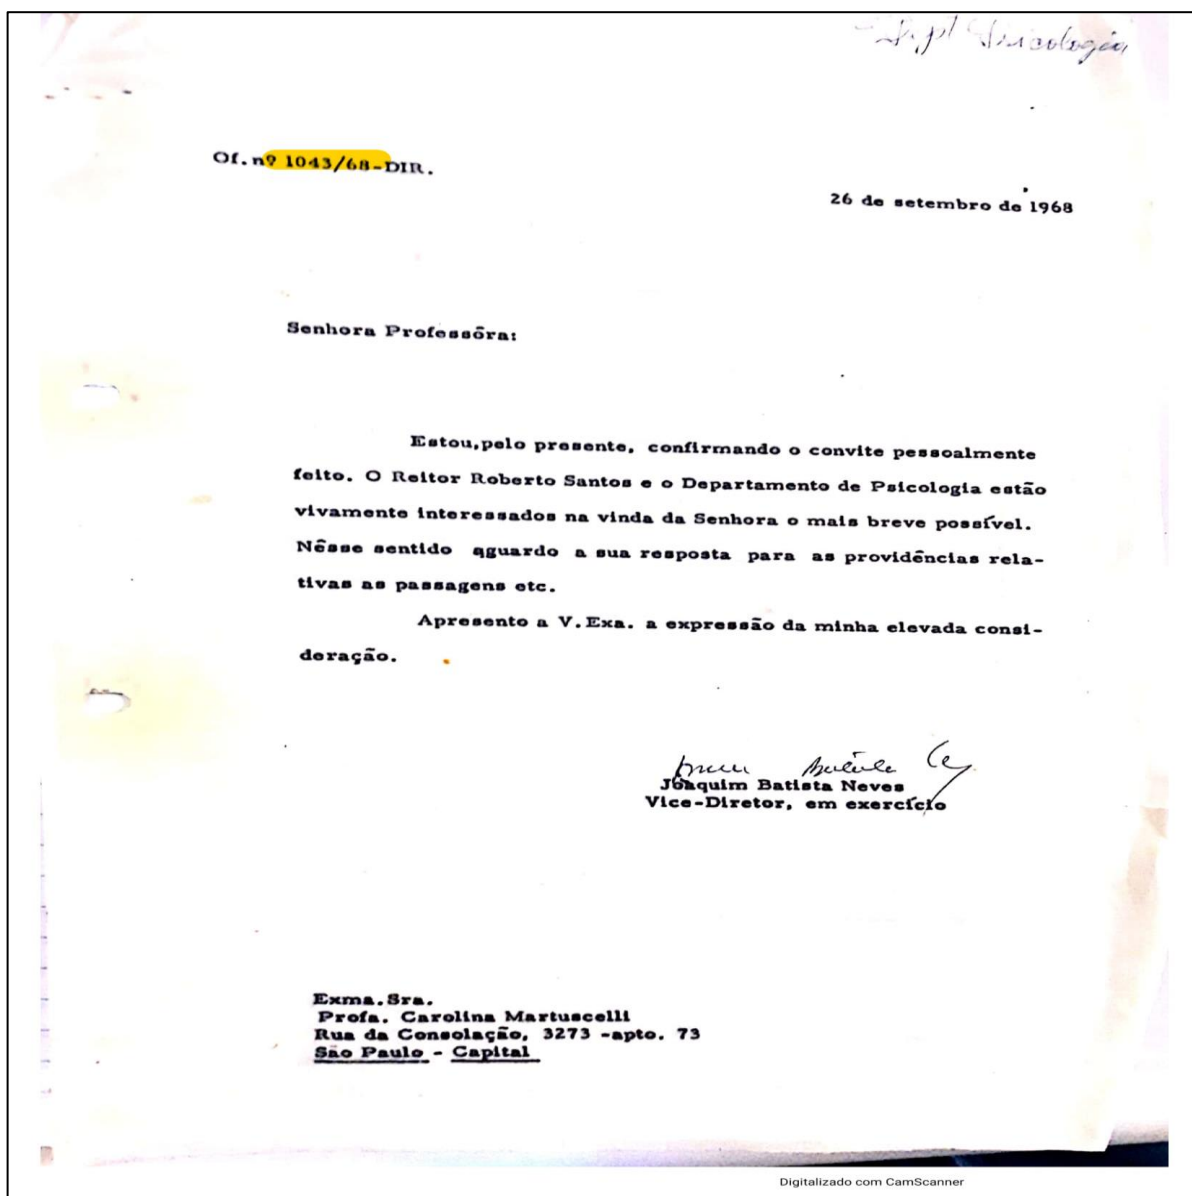 Dept Psicologia
Of. nº 1043/68-DIR.
26 de setembro de 1968
Senhora Professôra:
Estou,pelo presente, confirmando o convite pessoalmente
feito. O Reitor Roberto Santos e o Departamento de Psicologia estão
vivamente interessados na vinda da Senhora o mais breve possível.
Nêsse sentido aguardo a sua resposta para as providências rela-
tivas as passagens etc.
Apresento a V.Exa. a expressão da minha elevada consi-
deração.
Joaquim Batista Neves
Vice-Diretor, em exercício
Exma.Sra.
Profa. Carolina Martuscelli
Rua da Consolação, 3273 -apto. 73
São Paulo - Capital
Digitalizado com CamScanner